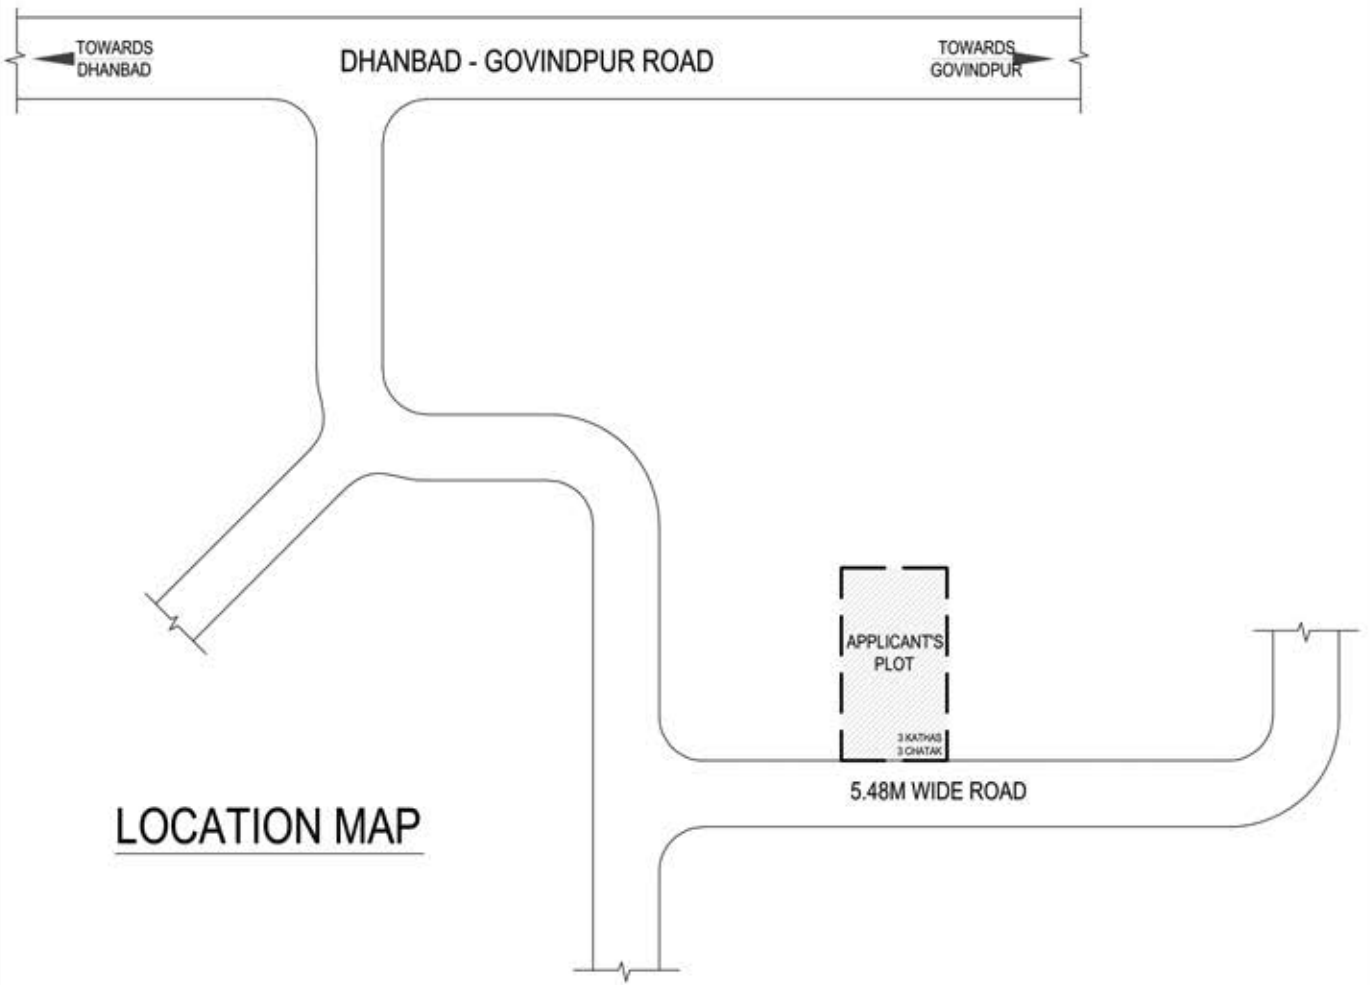 TOWARDS
DHANBAD
DHANBAD - GOVINDPUR ROAD
TOWARDS
GOVINDPUR
APPLICANT'S
PLOT
3 KATHAS
3 CHATAK
5.48M WIDE ROAD
LOCATION MAP